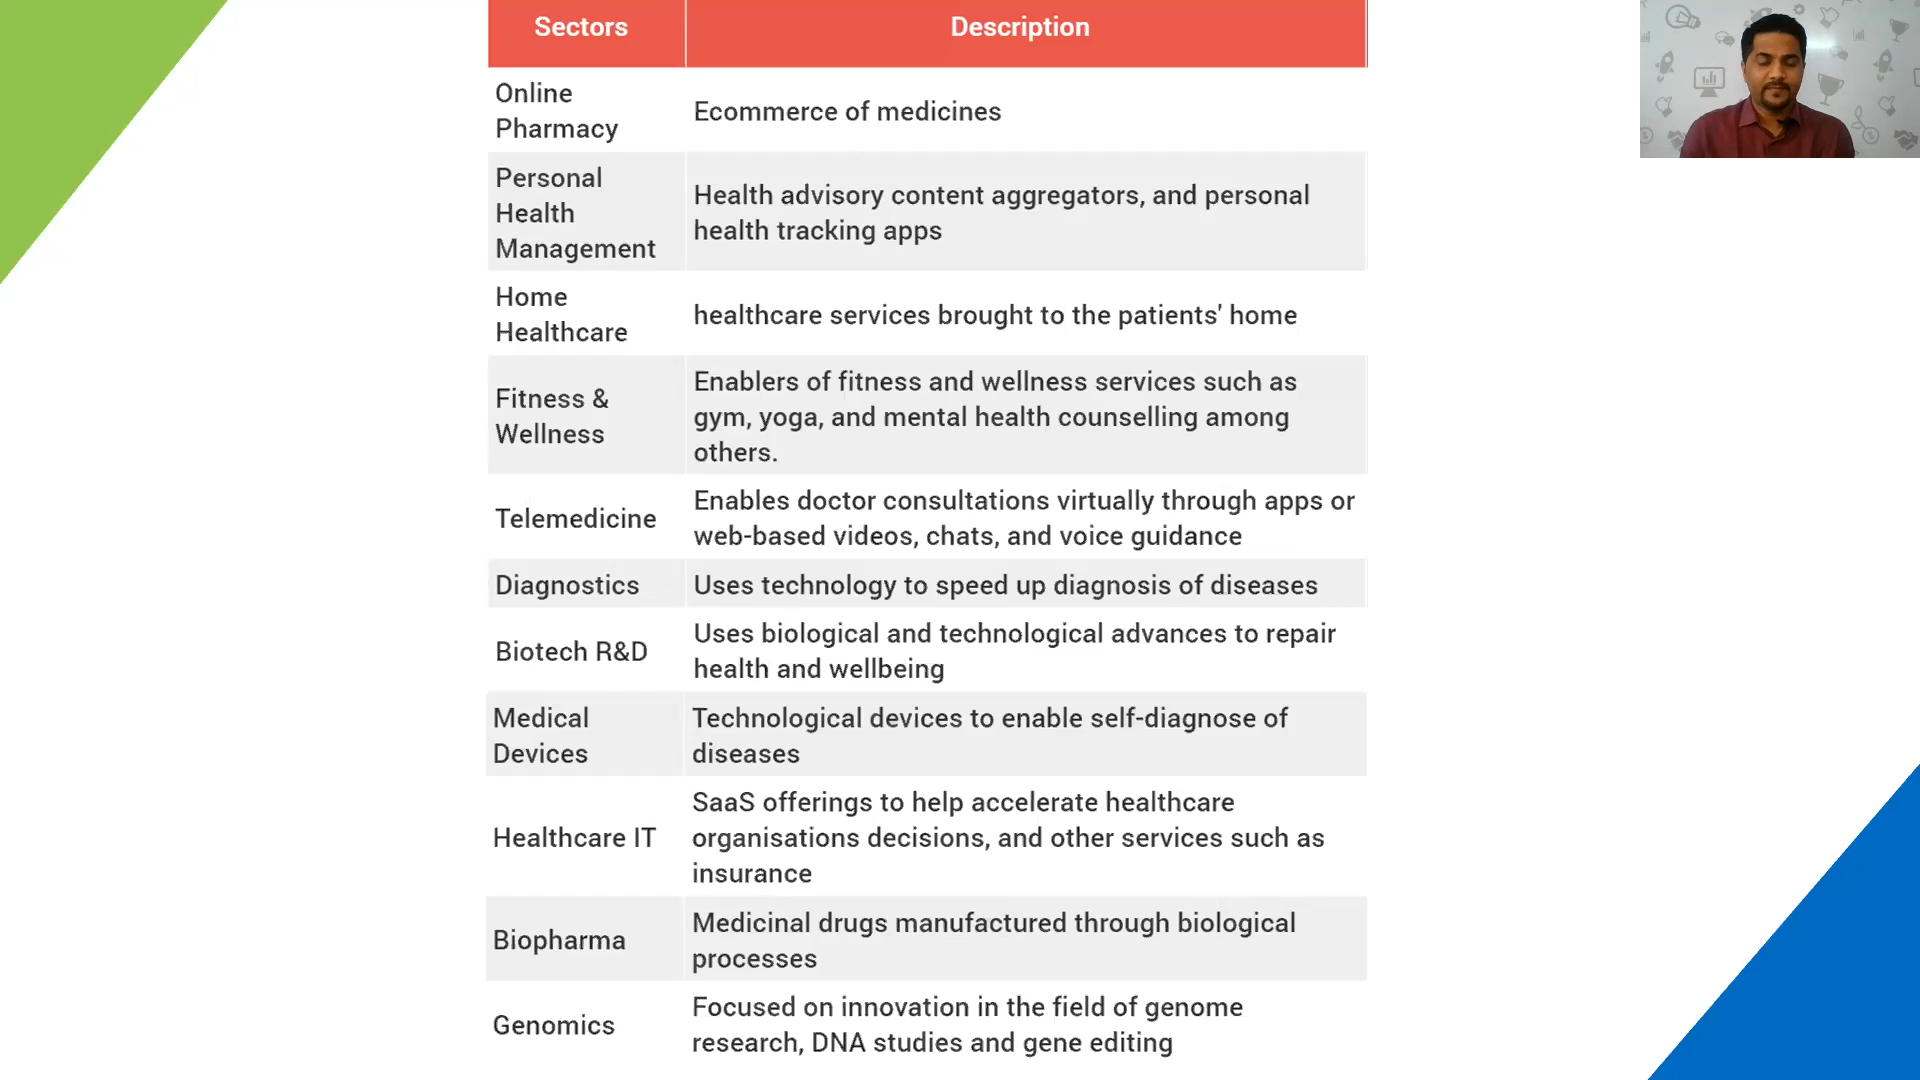 Sectors
Description
Online
Pharmacy
Ecommerce of medicines
Personal
Health
Management
Health advisory content aggregators, and personal
health tracking apps
Home
Healthcare
healthcare services brought to the patients' home
Fitness &
Wellness
Enablers of fitness and wellness services such as
gym, yoga, and mental health counselling among
others.
Telemedicine
Enables doctor consultations virtually through apps or
web-based videos, chats, and voice guidance
Diagnostics
Uses technology to speed up diagnosis of diseases
Biotech R&D
Uses biological and technological advances to repair
health and wellbeing
Medical
Devices
Technological devices to enable self-diagnose of
diseases
Healthcare IT
SaaS offerings to help accelerate healthcare
organisations decisions, and other services such as
insurance
Biopharma
Medicinal drugs manufactured through biological
processes
Genomics
Focused on innovation in the field of genome
research, DNA studies and gene editing